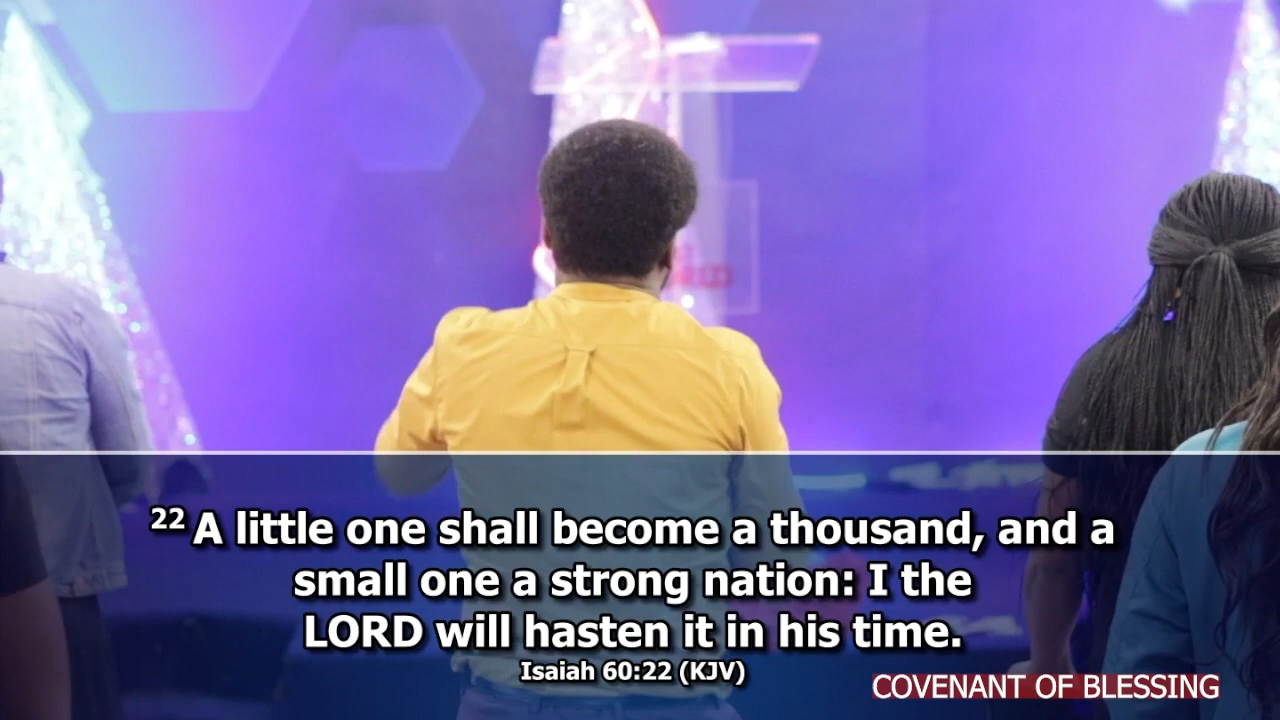 22 A little one shall become a thousand, and a
small one a strong nation: I the
LORD will hasten it in his time.
Isaiah 60:22 (KJV)
COVENANT OF BLESSING